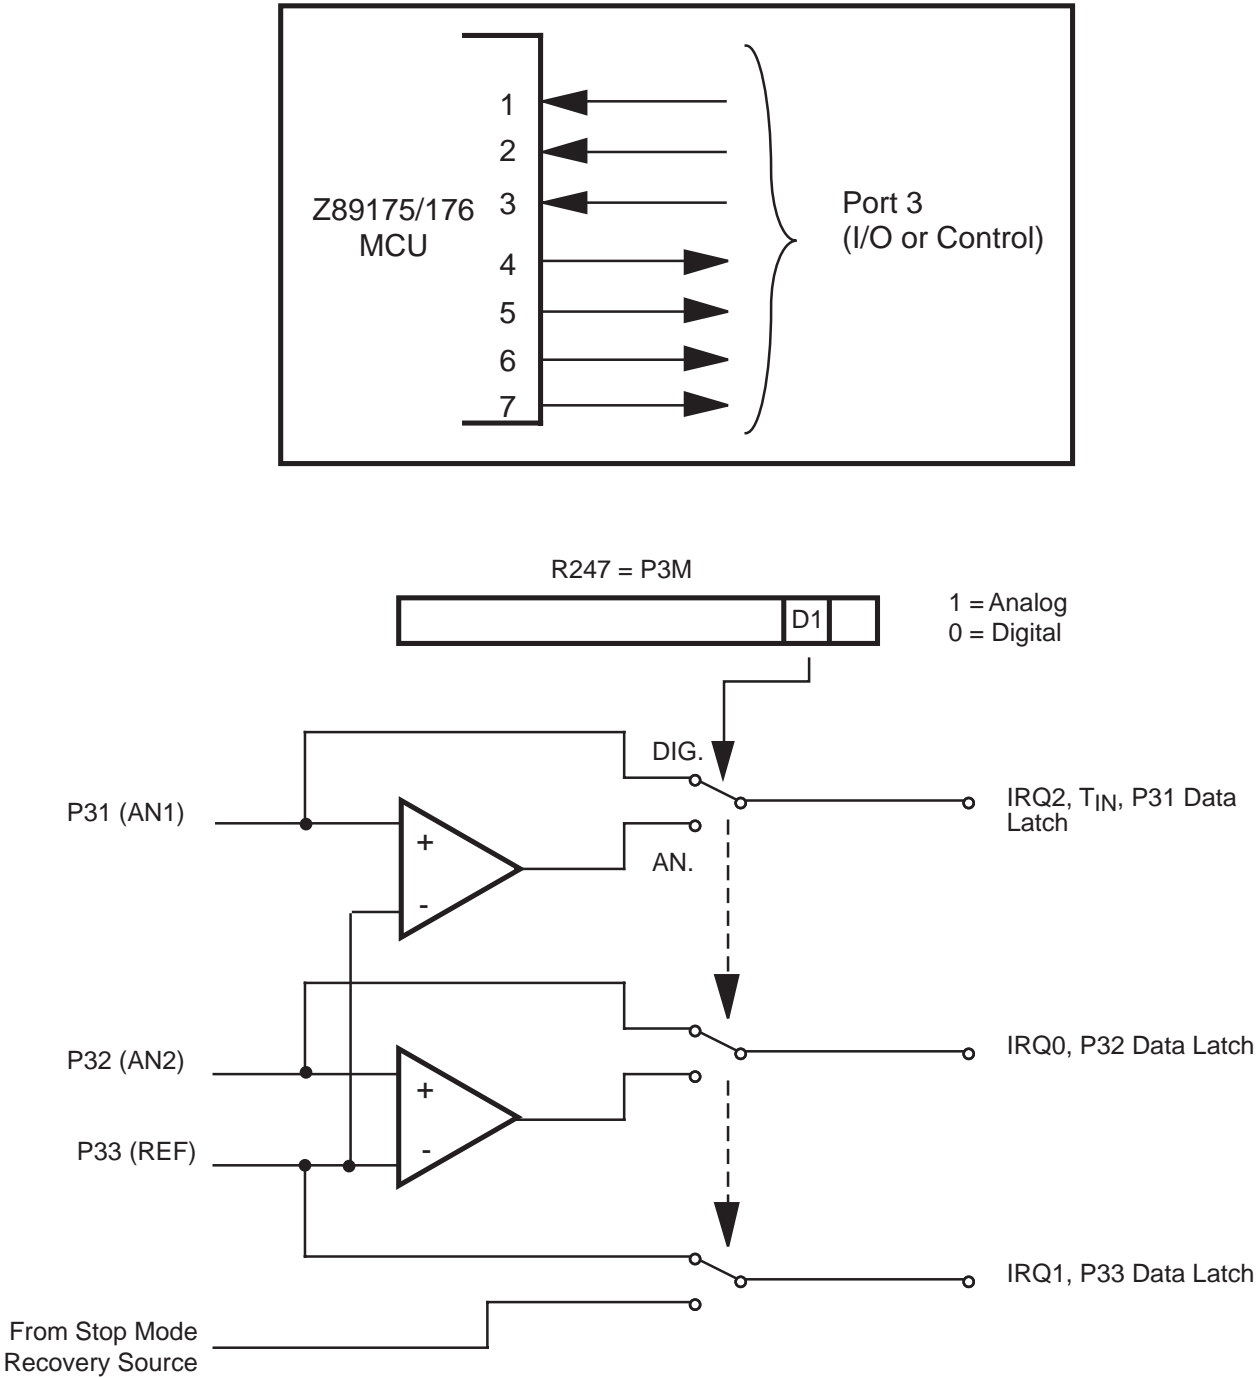 1
2
Z89175/176
MCU
3
4
5
6
7
Port 3
(I/O or Control)
R247 = P3M
D1
1 = Analog
0 = Digital
DIG.
P31 (AN1)
+
-
AN.
IRQ2, TIN, P31 Data
Latch
P32 (AN2)
+
-
IRQ0, P32 Data Latch
P33 (REF)
IRQ1, P33 Data Latch
From Stop Mode
Recovery Source